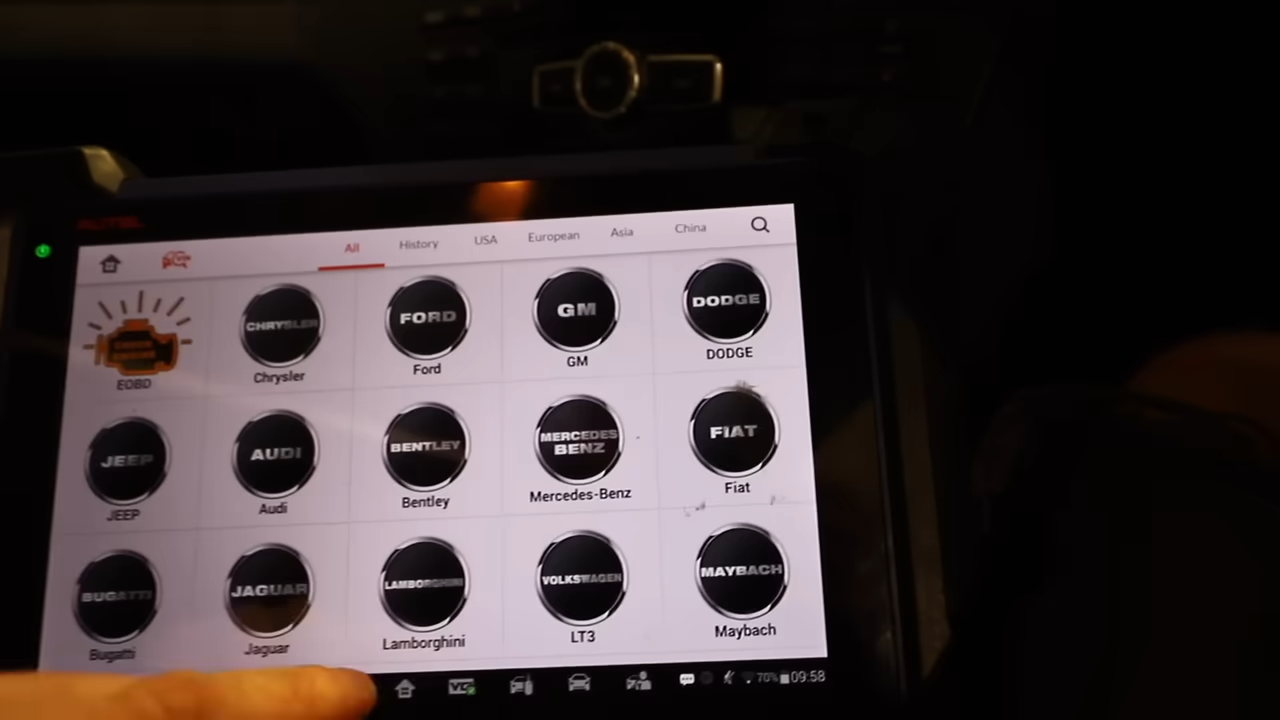 AUTEL
All History USA European Asia China
CHRYSLER FORD GM DODGE
EOBD Chrysler Ford GM DODGE
JEEP AUDI BENTLEY MERCEDES BENZ FIAT
JEEP Audi Bentley Mercedes-Benz Fiat
BUGATTI JAGUAR LAMBORGHINI VOLKSWAGEN MAYBACH
Bugatti Jaguar Lamborghini LT3 Maybach
VCI 70% 09:58